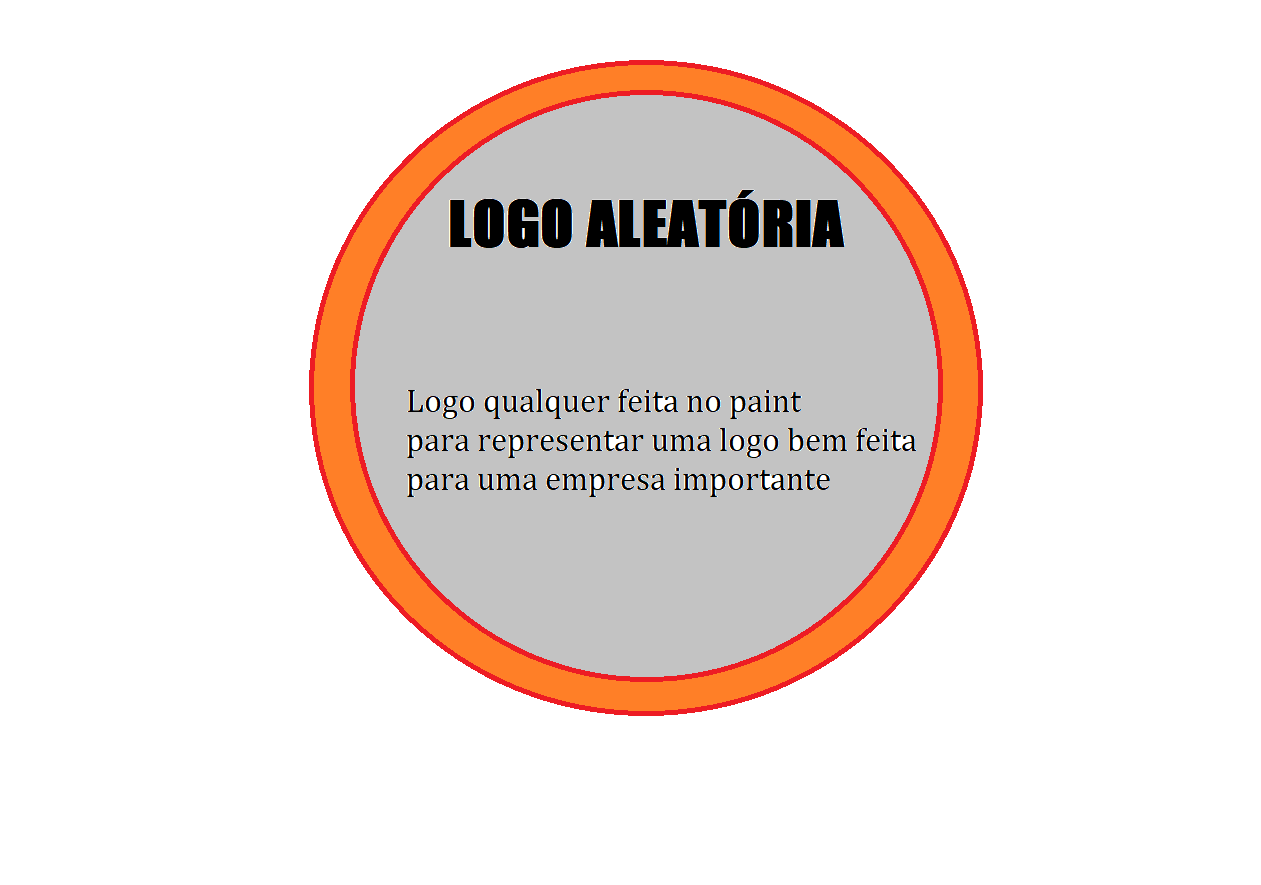 LOGO ALEATÓRIA
Logo qualquer feita no paint
para representar uma logo bem feita
para uma empresa importante